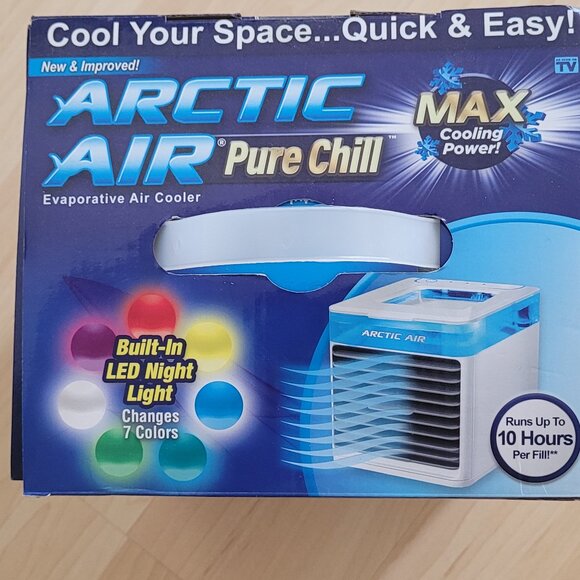 Cool Your Space...Quick & Easy!
New & Improved!
ARCTIC
AIR® Pure Chill™
Evaporative Air Cooler
AS SEEN ON
TV
MAX
Cooling
Power!
Built-In
LED Night
Light
Changes
7 Colors
ARCTIC AIR
Runs Up To
10 Hours
Per Fill!**